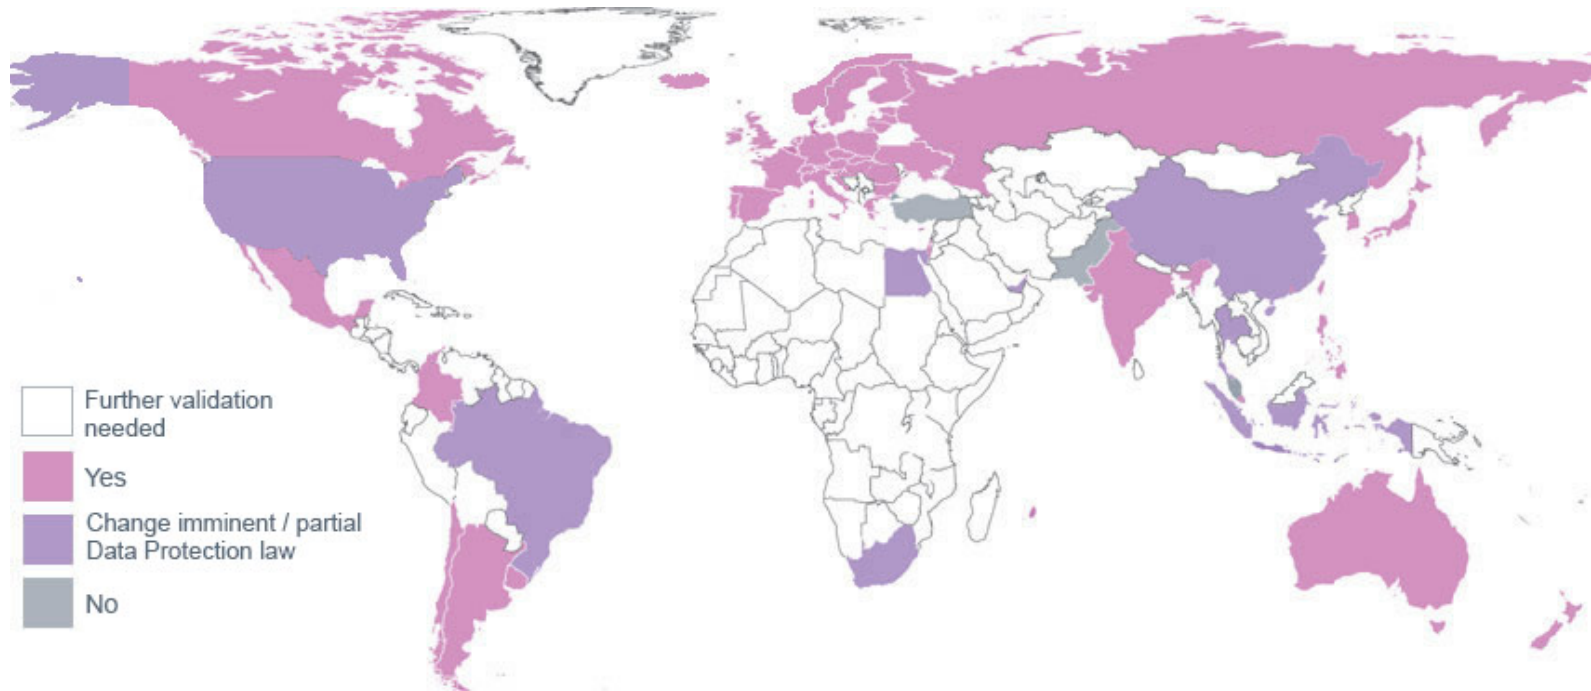 Further validation
needed
Yes
Change imminent / partial
Data Protection law
No